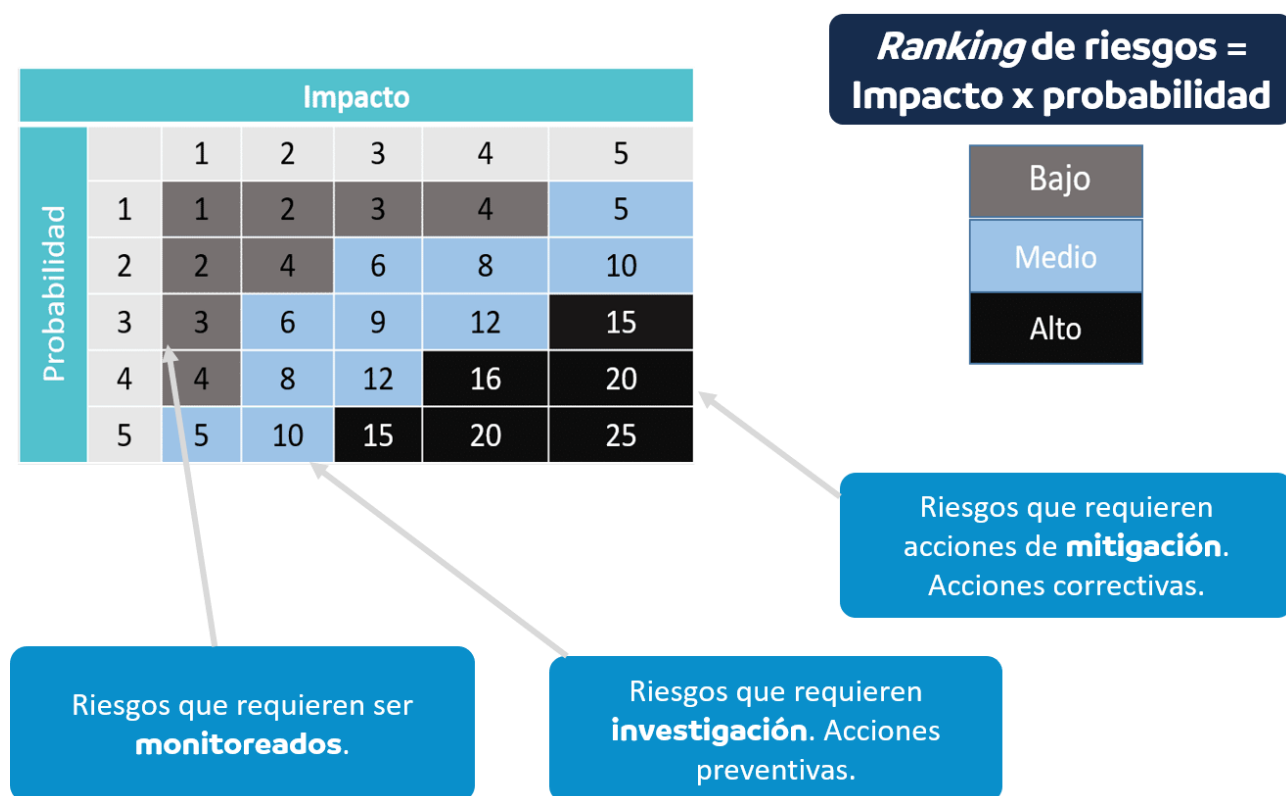 Ranking de riesgos =
Impacto x probabilidad
Impacto
Probabilidad
1 2 3 4 5
1 1 2 3 4 5
2 2 4 6 8 10
3 3 6 9 12 15
4 4 8 12 16 20
5 5 10 15 20 25
Bajo
Medio
Alto
Riesgos que requieren
acciones de mitigación.
Acciones correctivas.
Riesgos que requieren ser
monitoreados.
Riesgos que requieren
investigación. Acciones
preventivas.